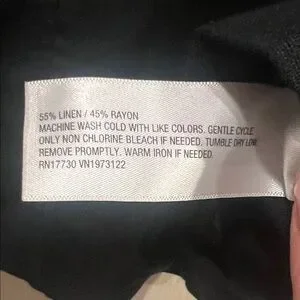 55% LINEN / 45% RAYON
MACHINE WASH COLD WITH LIKE COLORS. GENTLE CYCLE
ONLY NON CHLORINE BLEACH IF NEEDED. TUMBLE DRY LOW
REMOVE PROMPTLY. WARM IRON IF NEEDED.
RN17730 VN1973122